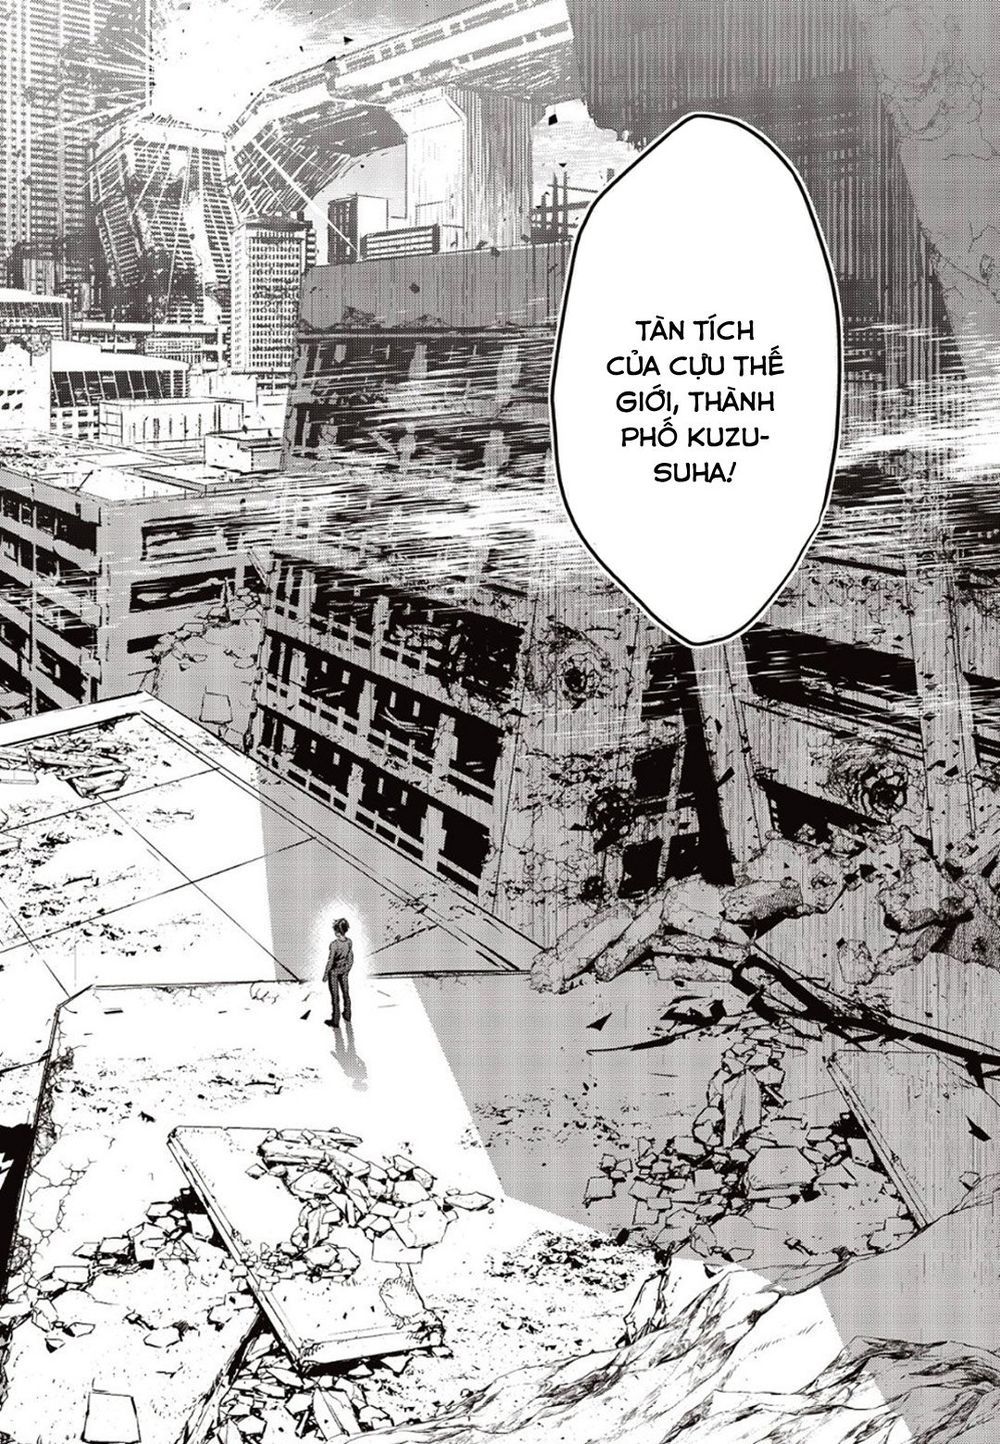 TÀN TÍCH
CỦA CỰU THẾ
GIỚI, THÀNH
PHỐ KUZU-
SUHA!